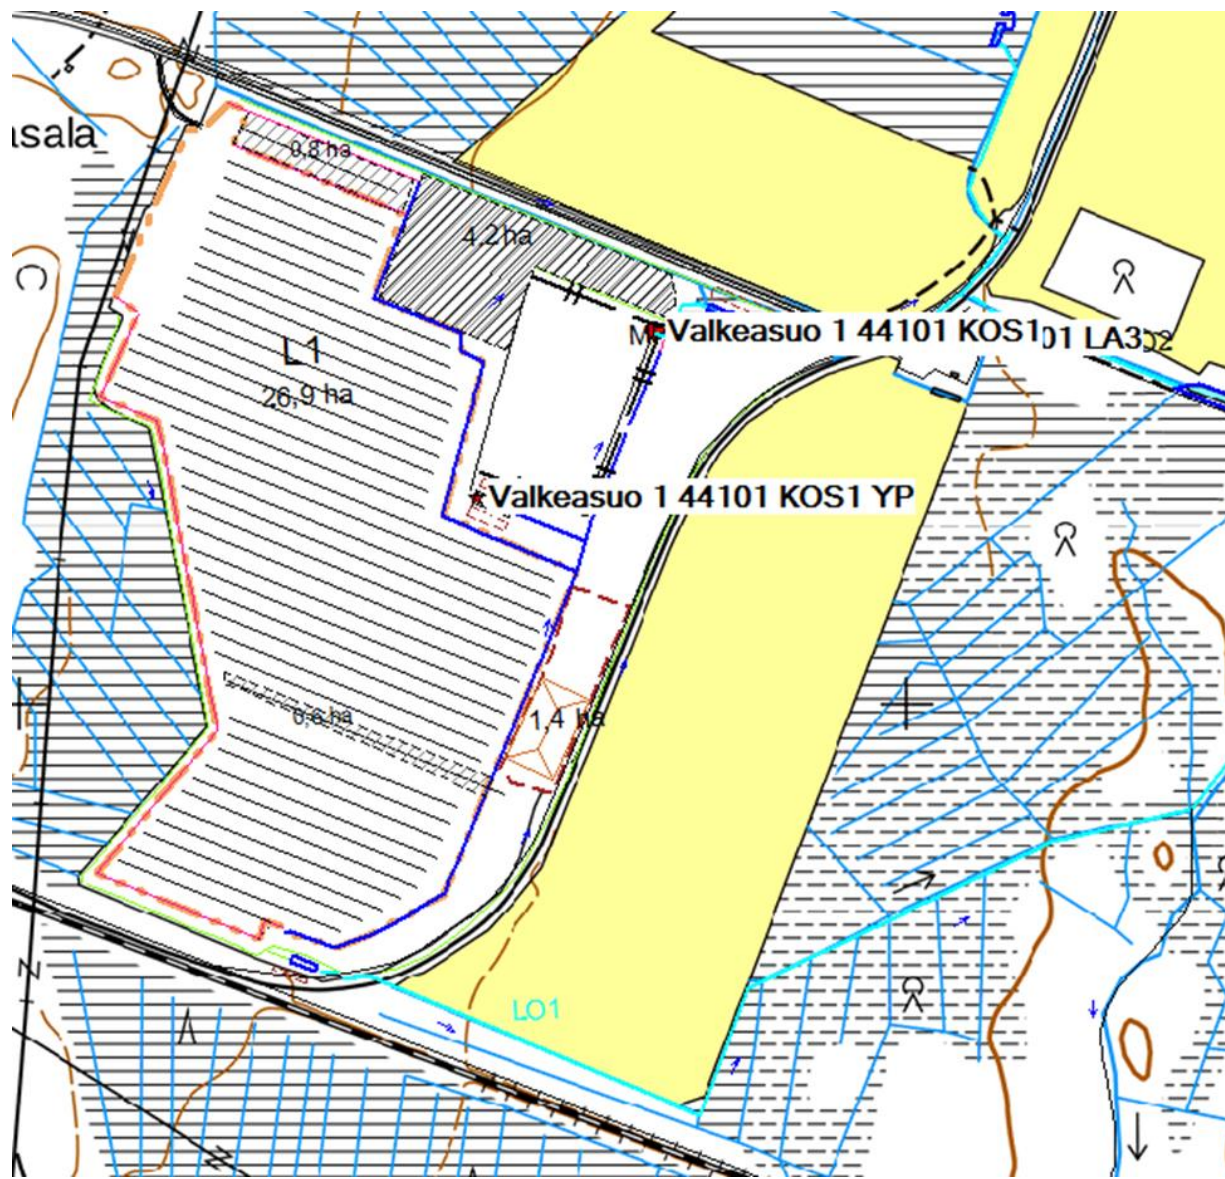 asala
0,8 ha
4,2 ha
L1
26,9 ha
Valkeasuo 1 44101 KOS1
01 LA3
02
M
Valkeasuo 1 44101 KOS1 YP
0,6 ha
1,4 ha
LO1